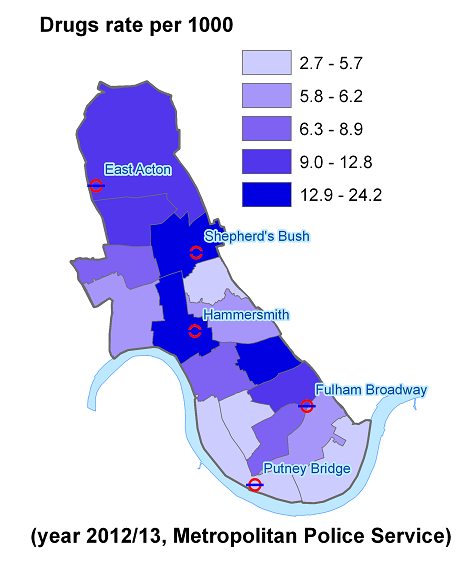 Drugs rate per 1000
2.7 - 5.7
5.8 - 6.2
6.3 - 8.9
9.0 - 12.8
12.9 - 24.2
East Acton
Shepherd's Bush
Hammersmith
Fulham Broadway
Putney Bridge
(year 2012/13, Metropolitan Police Service)